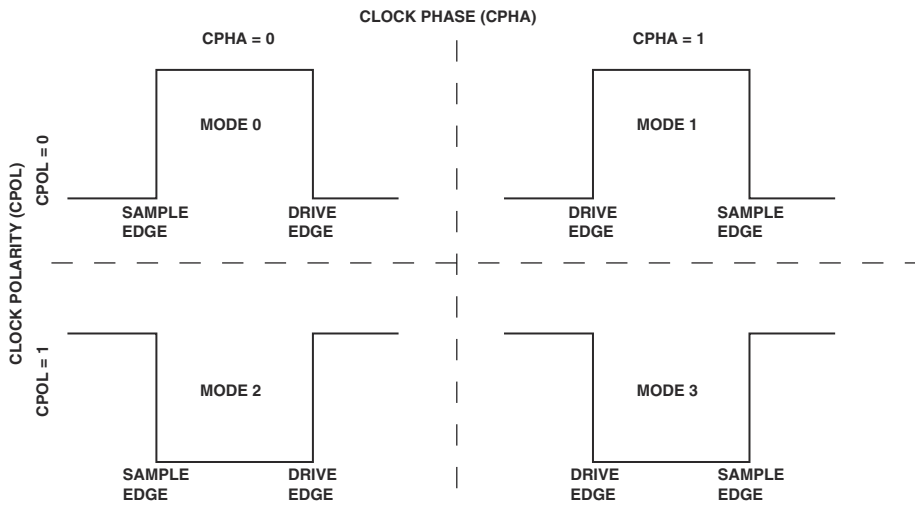 CLOCK PHASE (CPHA)
CPHA = 0
CPHA = 1
CLOCK POLARITY (CPOL)
CPOL = 0
MODE 0
SAMPLE
EDGE
DRIVE
EDGE
MODE 1
DRIVE
EDGE
SAMPLE
EDGE
CPOL = 1
MODE 2
SAMPLE
EDGE
DRIVE
EDGE
MODE 3
DRIVE
EDGE
SAMPLE
EDGE